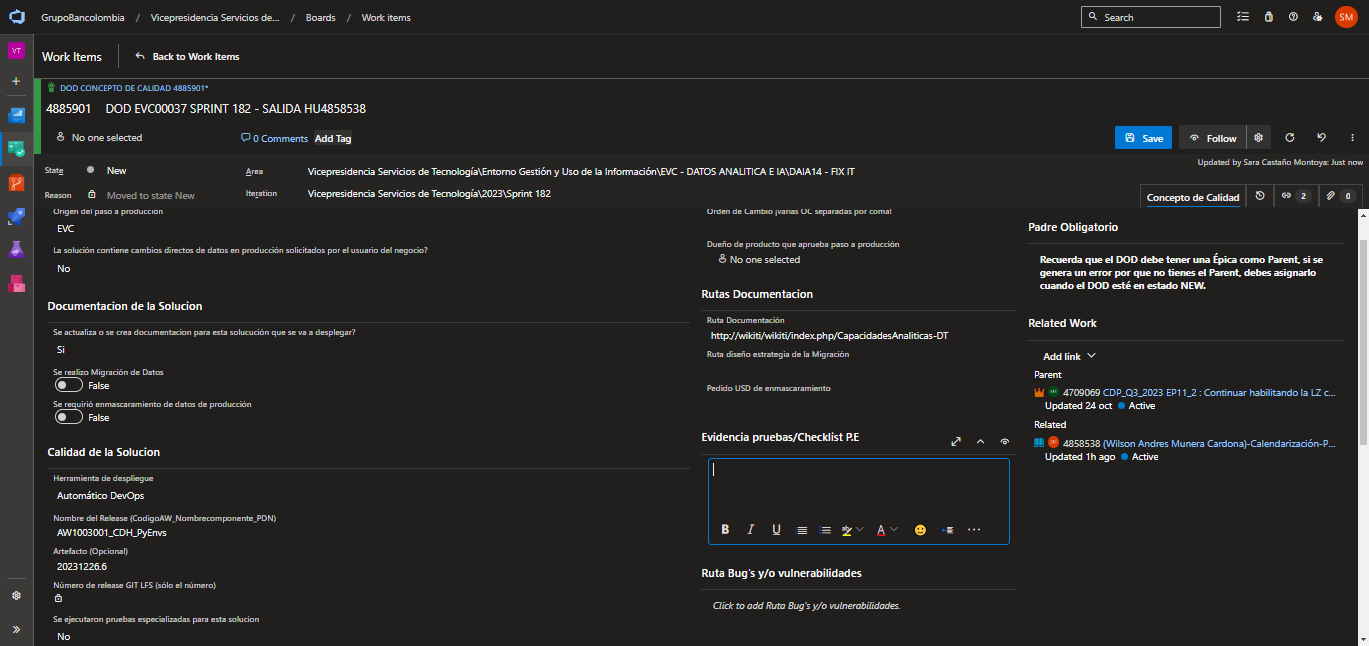 GrupoBancolombia / Vicepresidencia Servicios de... / Boards / Work items
Search
SM
VT
Work Items
Back to Work Items
DOD CONCEPTO DE CALIDAD 4885901*
4885901 DOD EVC00037 SPRINT 182 - SALIDA HU4858538
No one selected
0 Comments
Add Tag
Save
Follow
Updated by Sara Castaño Montoya: Just now
State
New
Reason
Moved to state New
Area
Vicepresidencia Servicios de Tecnología\Entorno Gestión y Uso de la Información\EVC - DATOS ANALITICA E IA\DAIA14 - FIX IT
Iteration
Vicepresidencia Servicios de Tecnología\2023\Sprint 182
Concepto de Calidad
2
0
Origen del paso a producción
EVC
La solución contiene cambios directos de datos en producción solicitados por el usuario del negocio?
No
Documentacion de la Solucion
Se actualiza o se crea documentacion para esta solucución que se va a desplegar?
Si
Se realizo Migración de Datos
False
Se requirió enmascaramiento de datos de producción
False
Calidad de la Solucion
Herramienta de despliegue
Automático DevOps
Nombre del Release (CodigoAW_Nombrecomponente_PDN)
AW1003001_CDH_PyEnvs
Artefacto (Opcional)
20231226.6
Número de release GIT LFS (sólo el número)
Se ejecutaron pruebas especializadas para esta solucion
No
Orden de Cambio ¡varias OC separadas por coma!
Dueño de producto que aprueba paso a producción
No one selected
Rutas Documentacion
Ruta Documentación
http://wikiti/wikiti/index.php/CapacidadesAnaliticas-DT
Ruta diseño estrategia de la Migración
Pedido USD de enmascaramiento
Evidencia pruebas/Checklist P.E
B I U
A
Ruta Bug's y/o vulnerabilidades
Click to add Ruta Bug's y/o vulnerabilidades.
Padre Obligatorio
Recuerda que el DOD debe tener una Épica como Parent, si se
genera un error por que no tienes el Parent, debes asignarlo
cuando el DOD esté en estado NEW.
Related Work
Add link
Parent
4709069 CDP_Q3_2023 EP11_2 : Continuar habilitando la LZ c...
Updated 24 oct Active
Related
4858538 (Wilson Andres Munera Cardona)-Calendarización-P...
Updated 1h ago Active